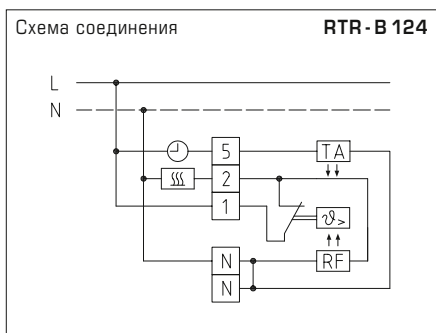 Схема соединения RTR-B 124
L
N
5 TA
2
1 ϑ>
N RF
N